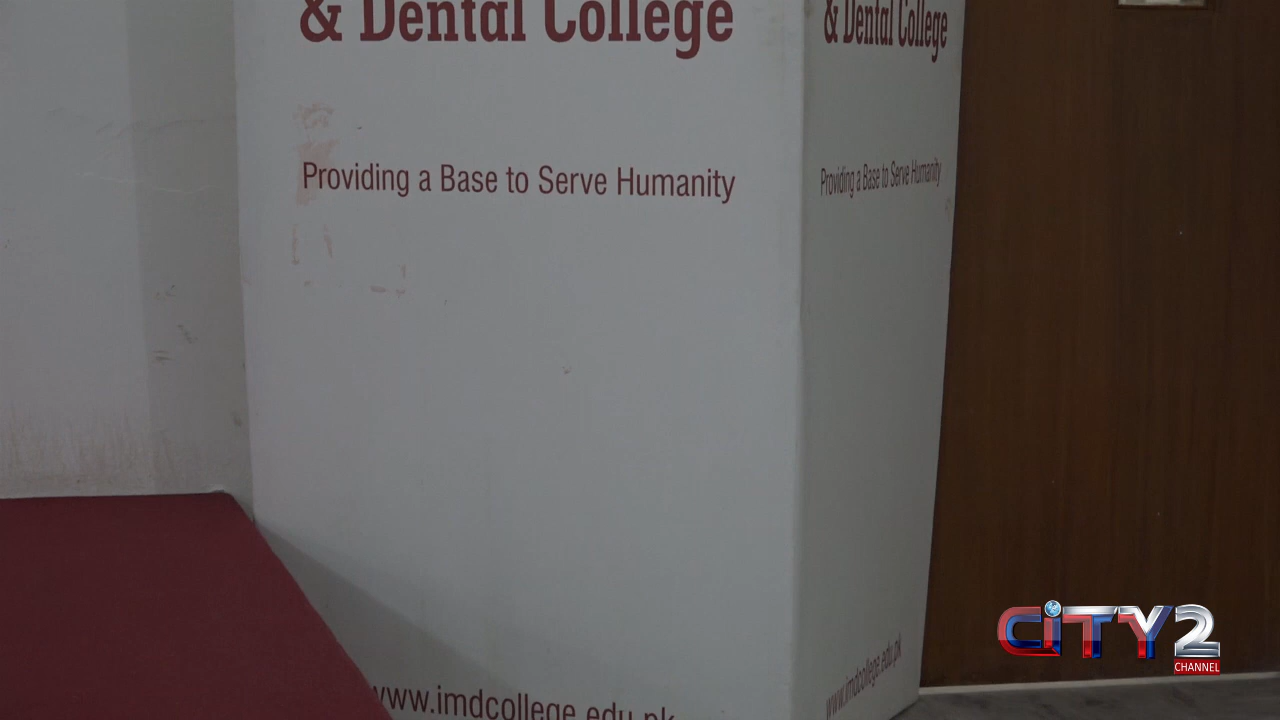 & Dental College
Providing a Base to Serve Humanity
www.imdcollege.edu.pk
& Dental College
Providing a Base to Serve Humanity
www.imdcollege.edu.pk
CiTY2
CHANNEL